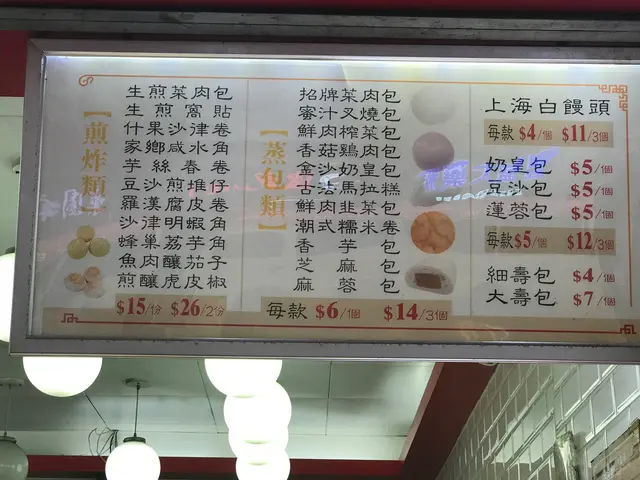 【煎炸類】
生煎菜肉包
生煎窩貼
什果沙律卷
家鄉咸水角
芋絲春卷
豆沙煎堆仔
羅漢腐皮卷
沙律明蝦角
蜂巢荔芋角
魚肉釀茄子
煎釀虎皮椒
$15/份 $26/2份
【蒸包類】
招牌菜肉包
蜜汁叉燒包
鮮肉榨菜包
香菇鷄肉包
金沙奶皇包
古法馬拉糕
鮮肉韭菜包
潮式糯米卷
香芋包
芝麻包
麻蓉包
每款 $6/個 $14/3個
上海白饅頭
每款 $4/個 $11/3個
奶皇包 $5/個
豆沙包 $5/個
蓮蓉包 $5/個
每款 $5/個 $12/3個
細壽包 $4/個
大壽包 $7/個